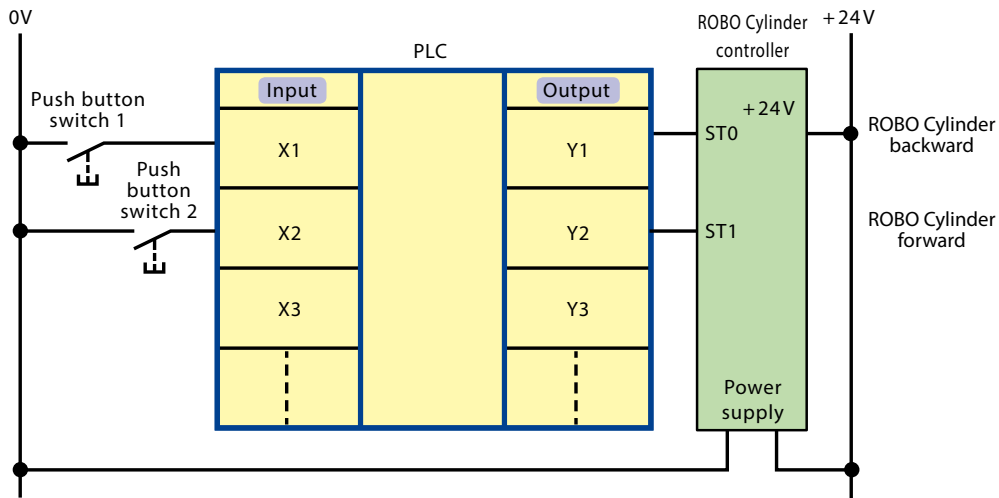 0V
ROBO Cylinder
controller
+24V
PLC
Input
Output
+24V
Push button
switch 1
X1
Y1
ST0
ROBO Cylinder
backward
Push
button
switch 2
X2
Y2
ST1
ROBO Cylinder
forward
X3
Y3
Power
supply